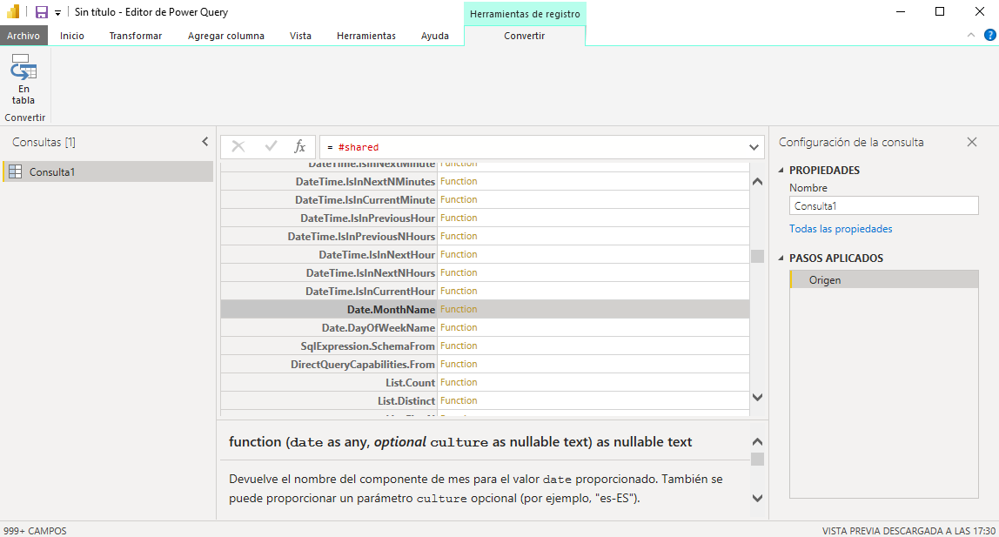 Sin título - Editor de Power Query
Herramientas de registro
Archivo Inicio Transformar Agregar columna Vista Herramientas Ayuda Convertir
En
tabla
Convertir
Consultas [1]
Consulta1
= #shared
DateTime.IsInNextMinute Function
DateTime.IsInNextNMinutes Function
DateTime.IsInCurrentMinute Function
DateTime.IsInPreviousHour Function
DateTime.IsInPreviousNHours Function
DateTime.IsInNextHour Function
DateTime.IsInNextNHours Function
DateTime.IsInCurrentHour Function
Date.MonthName Function
Date.DayOfWeekName Function
SqlExpression.SchemaFrom Function
DirectQueryCapabilities.From Function
List.Count Function
List.Distinct Function
function (date as any, optional culture as nullable text) as nullable text
Devuelve el nombre del componente de mes para el valor date proporcionado. También se
puede proporcionar un parámetro culture opcional (por ejemplo, "es-ES").
Configuración de la consulta
PROPIEDADES
Nombre
Consulta1
Todas las propiedades
PASOS APLICADOS
Origen
999+ CAMPOS
VISTA PREVIA DESCARGADA A LAS 17:30